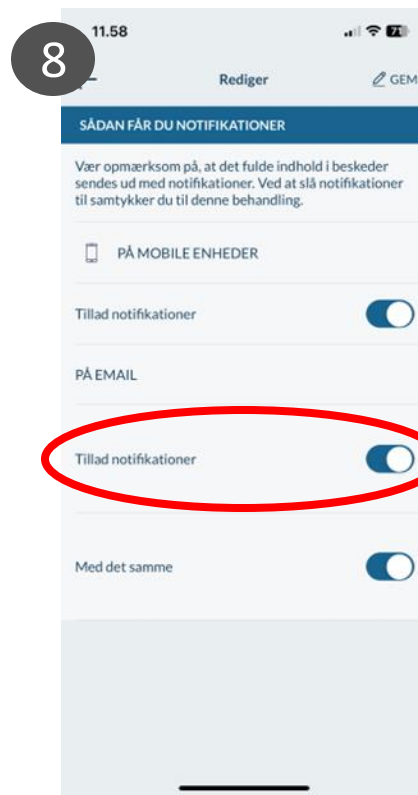 8
11.58
71
Rediger
GEM
SÅDAN FÅR DU NOTIFIKATIONER
Vær opmærksom på, at det fulde indhold i beskeder
sendes ud med notifikationer. Ved at slå notifikationer
til samtykker du til denne behandling.
PÅ MOBILE ENHEDER
Tillad notifikationer
PÅ EMAIL
Tillad notifikationer
Med det samme